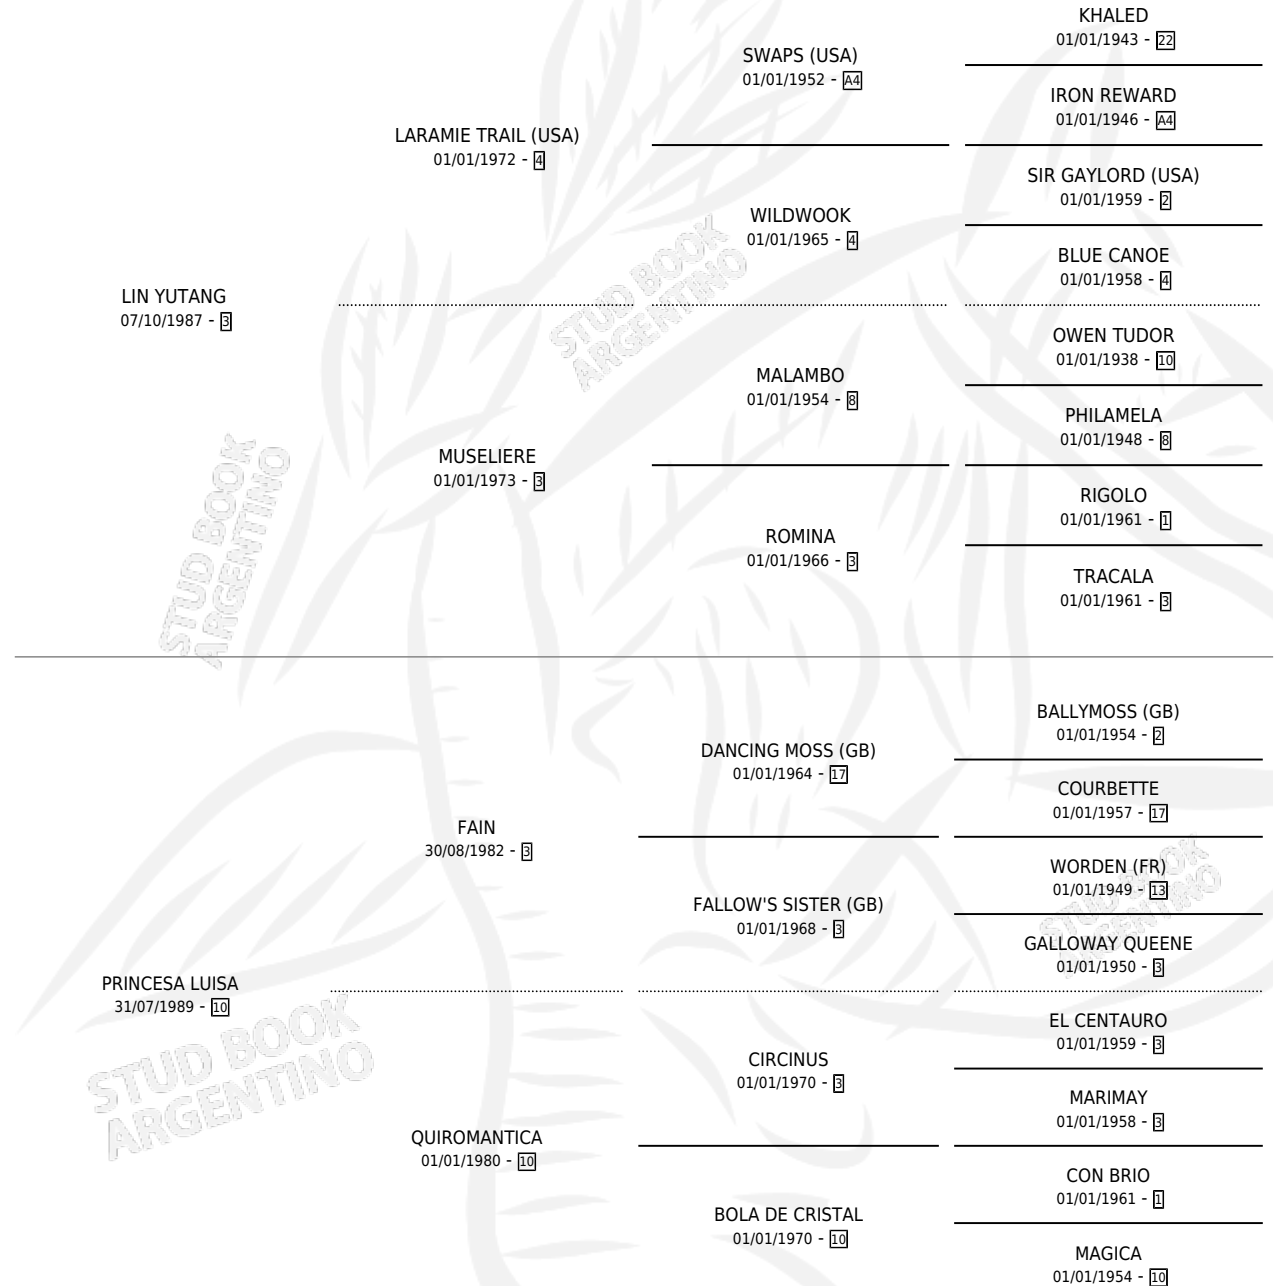 KHALED
01/01/1943 - 22
SWAPS (USA)
01/01/1952 - A4
IRON REWARD
01/01/1946 - A4
LARAMIE TRAIL (USA)
01/01/1972 - 4
SIR GAYLORD (USA)
01/01/1959 - 2
WILDWOOK
01/01/1965 - 4
BLUE CANOE
01/01/1958 - 4
LIN YUTANG
07/10/1987 - 3
OWEN TUDOR
01/01/1938 - 10
MALAMBO
01/01/1954 - 8
PHILAMELA
01/01/1948 - 8
MUSELIERE
01/01/1973 - 3
RIGOLO
01/01/1961 - 1
ROMINA
01/01/1966 - 3
TRACALA
01/01/1961 - 3
BALLYMOSS (GB)
01/01/1954 - 2
DANCING MOSS (GB)
01/01/1964 - 17
COURBETTE
01/01/1957 - 17
FAIN
30/08/1982 - 3
WORDEN (FR)
01/01/1949 - 13
FALLOW'S SISTER (GB)
01/01/1968 - 3
GALLOWAY QUEENE
01/01/1950 - 3
PRINCESA LUISA
31/07/1989 - 10
EL CENTAURO
01/01/1959 - 3
CIRCINUS
01/01/1970 - 3
MARIMAY
01/01/1958 - 3
QUIROMANTICA
01/01/1980 - 10
CON BRIO
01/01/1961 - 1
BOLA DE CRISTAL
01/01/1970 - 10
MAGICA
01/01/1954 - 10
STUD BOOK
ARGENTINO
STUD BOOK
ARGENTINO
STUD BOOK
ARGENTINO
STUD BOOK
ARGENTINO